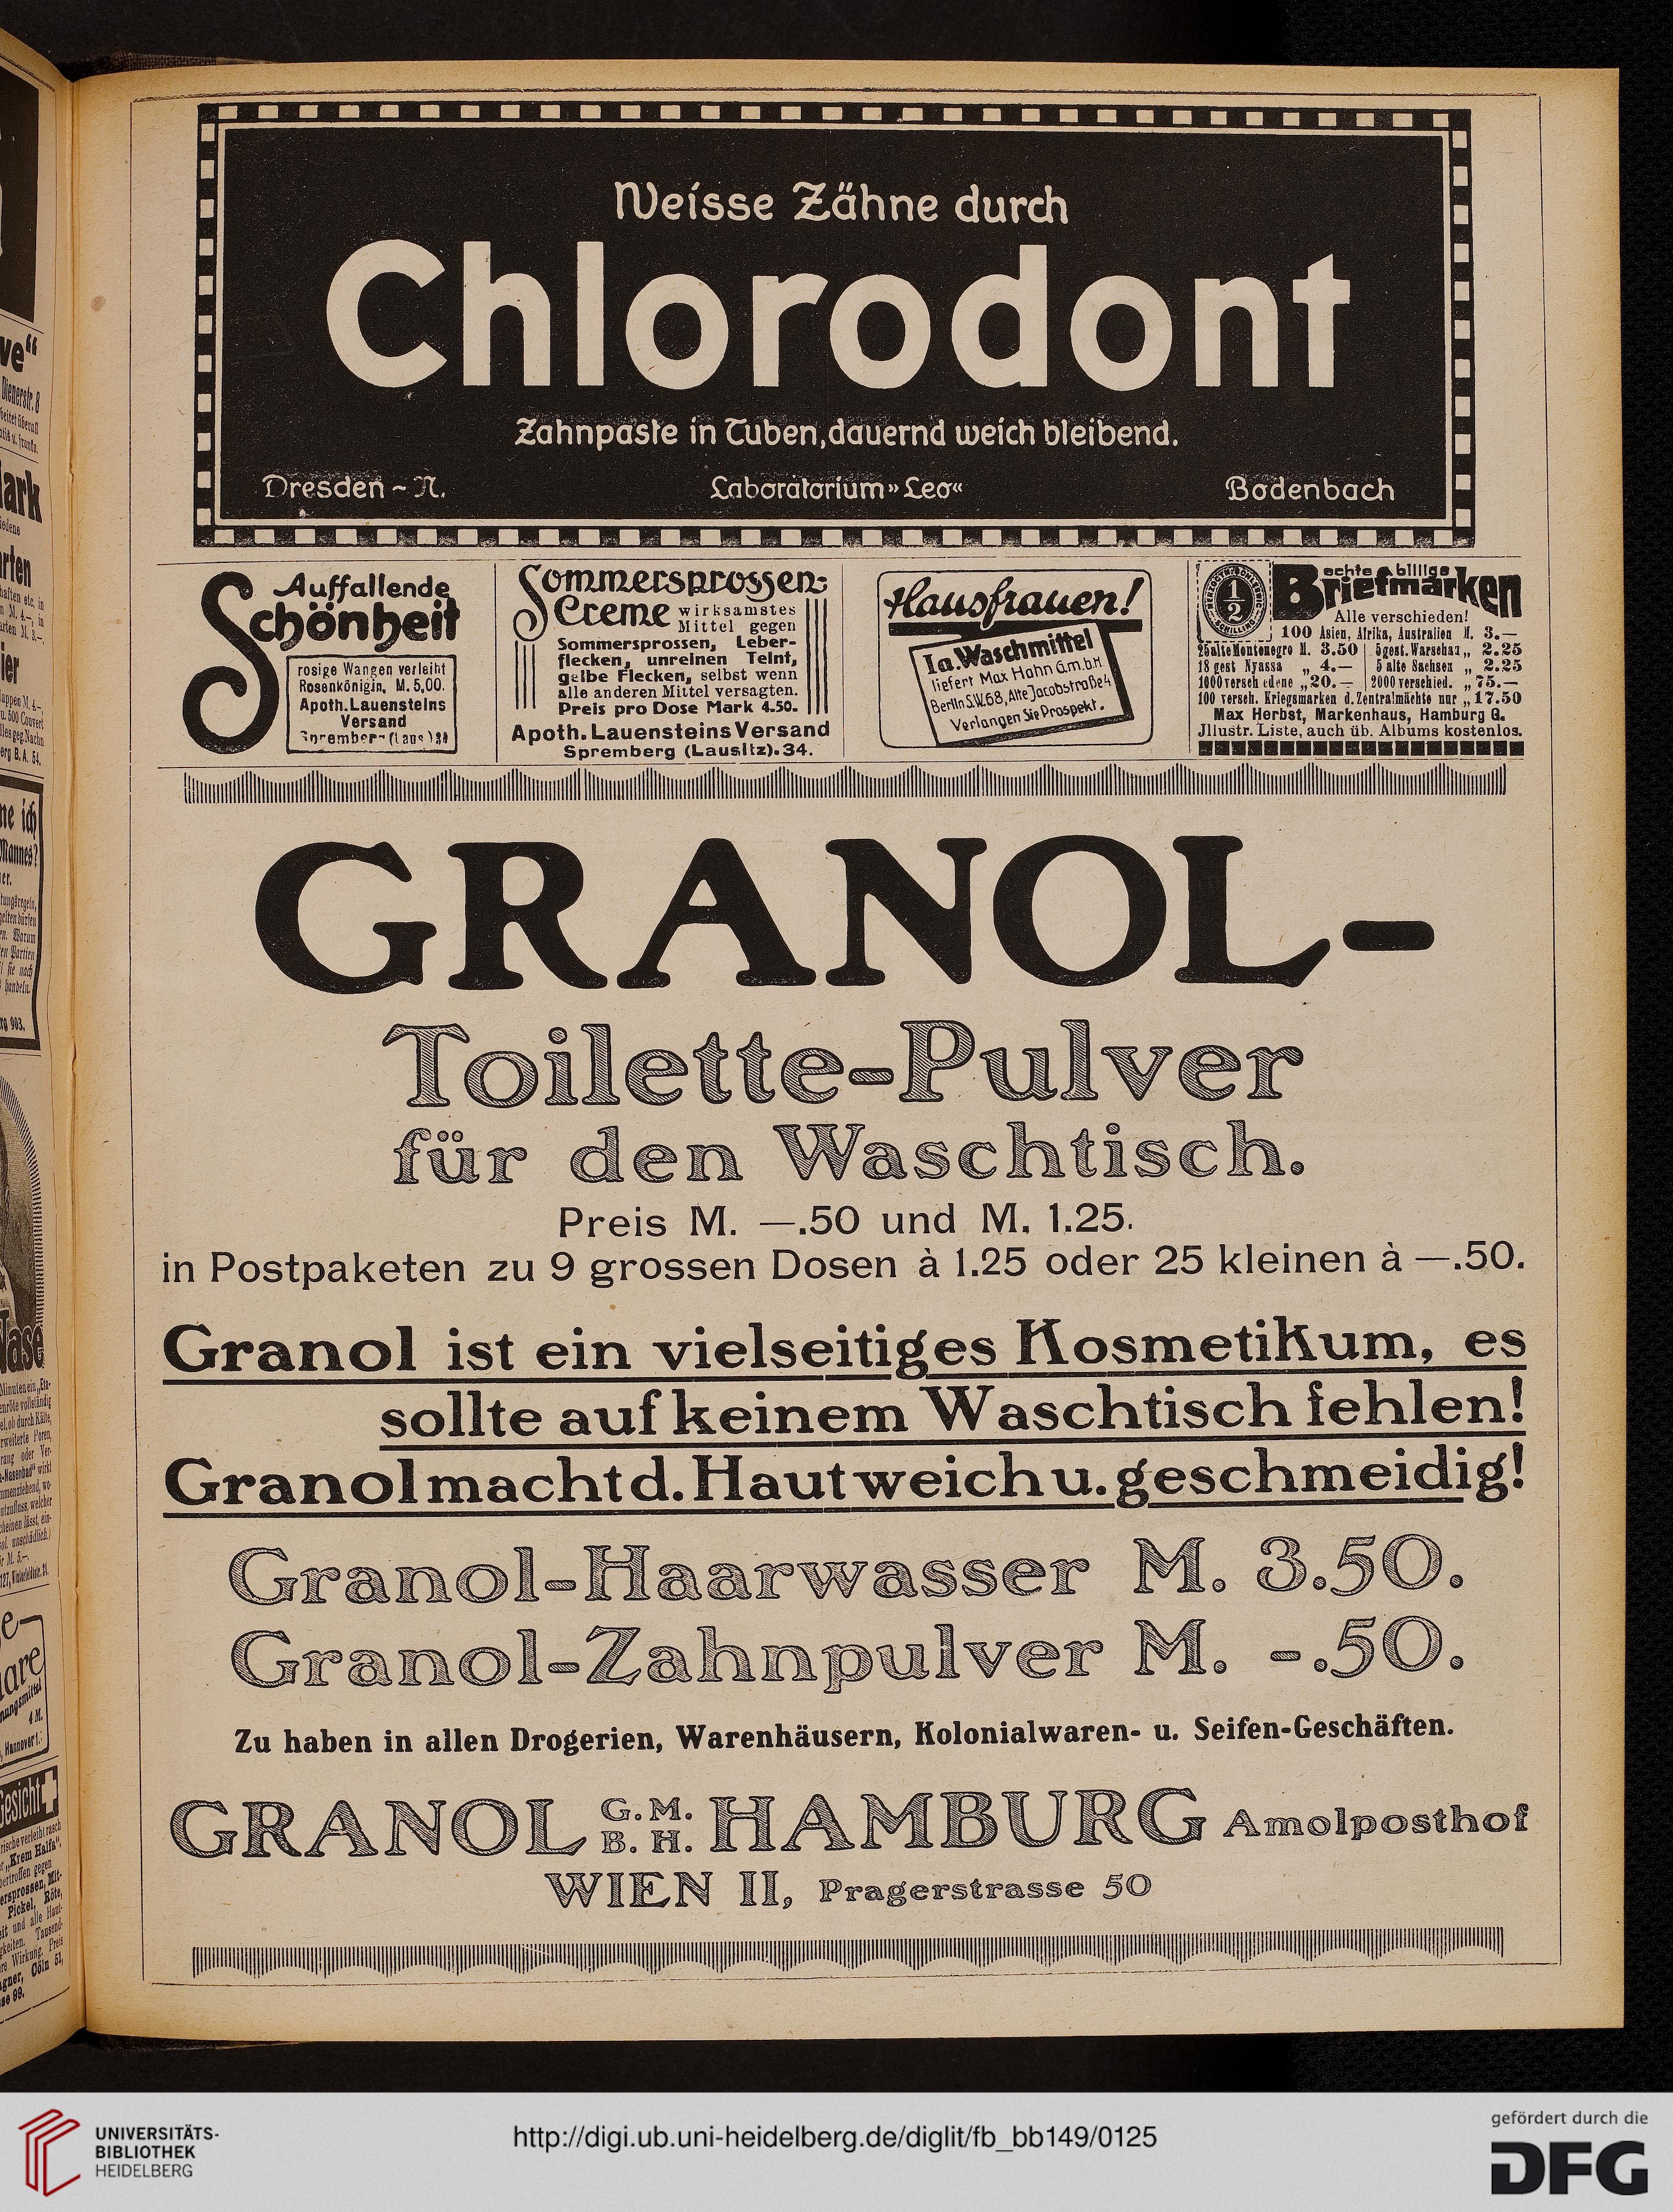 Weisse Zähne durch
Chlorodont
Zahnpaste in Tuben, dauernd weich bleibend.
Dresden - N. Laboratorium »Leo« Bodenbach
Auffallende
Schönheit
rosige Wangen verleiht
Rosenkönigin, M. 5,00.
Apoth. Lauensteins
Versand
Spremberg (Laus) 34
Sommersprossen-
Creme wirksamstes
Mittel gegen
Sommersprossen, Leber-
flecken, unreinen Teint,
gelbe Flecken, selbst wenn
alle anderen Mittel versagten.
Preis pro Dose Mark 4.50.
Apoth. Lauensteins Versand
Spremberg (Lausitz). 34.
Hausfrauen!
Ia. Waschmittel
liefert Max Hahn G.m.b.H.
Berlin S.W.68, Alte Jacobstraße 4
Verlangen Sie Prospekt.
HERZOGTH. SCHLESWIG
1/2
SCHILLING
echte billige
Briefmarken
Alle verschieden!
100 Asien, Afrika, Australien M. 3.—
25 alte Montenegro M. 3.50 | 5 gest. Warschau „ 2.25
18 gest Nyassa „ 4.— | 5 alte Sachsen „ 2.25
1000 verschiedene „ 20.— | 2000 verschied. „ 75.—
100 versch. Kriegsmarken d. Zentralmächte nur „ 17.50
Max Herbst, Markenhaus, Hamburg G.
Jllustr. Liste, auch üb. Albums kostenlos.
GRANOL-
Toilette-Pulver
für den Waschtisch.
Preis M. —.50 und M. 1.25.
in Postpaketen zu 9 grossen Dosen à 1.25 oder 25 kleinen à —.50.
Granol ist ein vielseitiges Kosmetikum, es
sollte auf keinem Waschtisch fehlen!
Granol macht d. Haut weich u. geschmeidig!
Granol-Haarwasser M. 3.50.
Granol-Zahnpulver M. -.50.
Zu haben in allen Drogerien, Warenhäusern, Kolonialwaren- u. Seifen-Geschäften.
GRANOL G. M. B. H. HAMBURG Amolposthof
WIEN II, Pragerstrasse 50
UNIVERSITÄTS-
BIBLIOTHEK
HEIDELBERG
http://digi.ub.uni-heidelberg.de/diglit/fb_bb149/0125
gefördert durch die
DFG